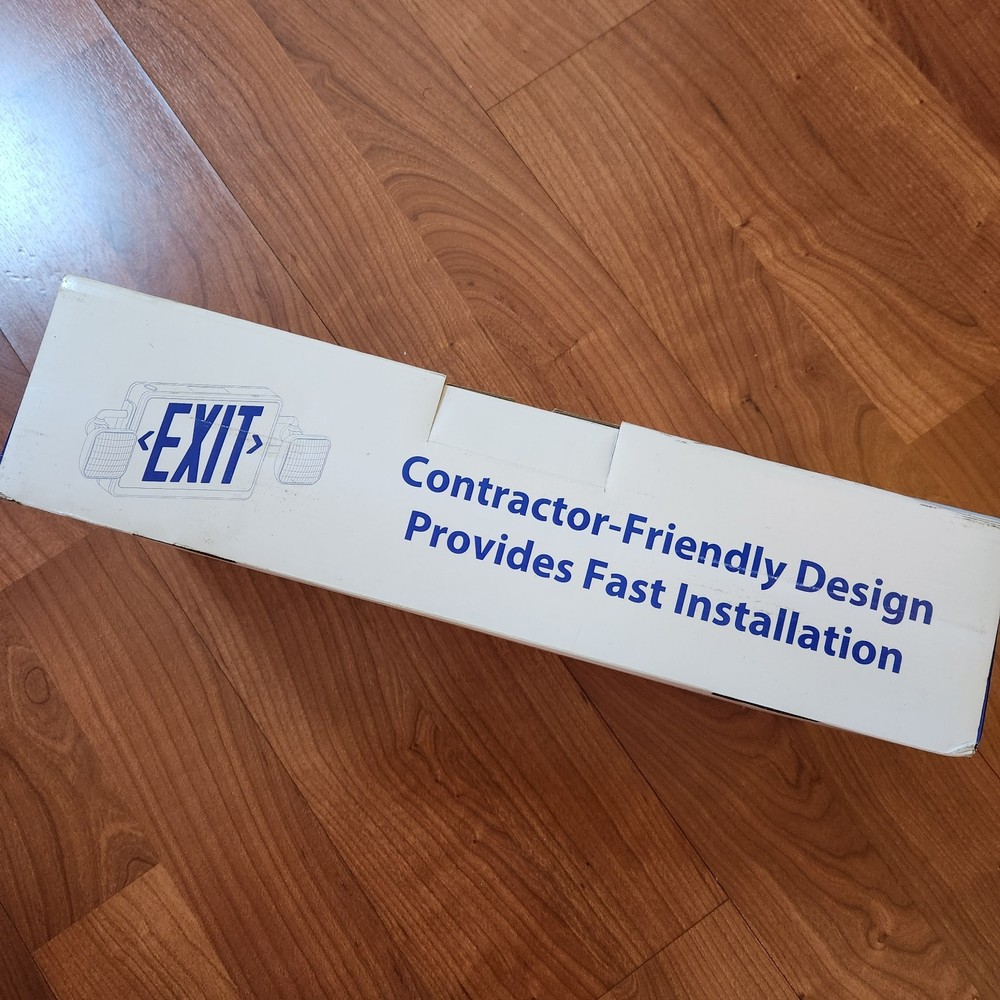 ‹EXIT›
Contractor-Friendly Design
Provides Fast Installation